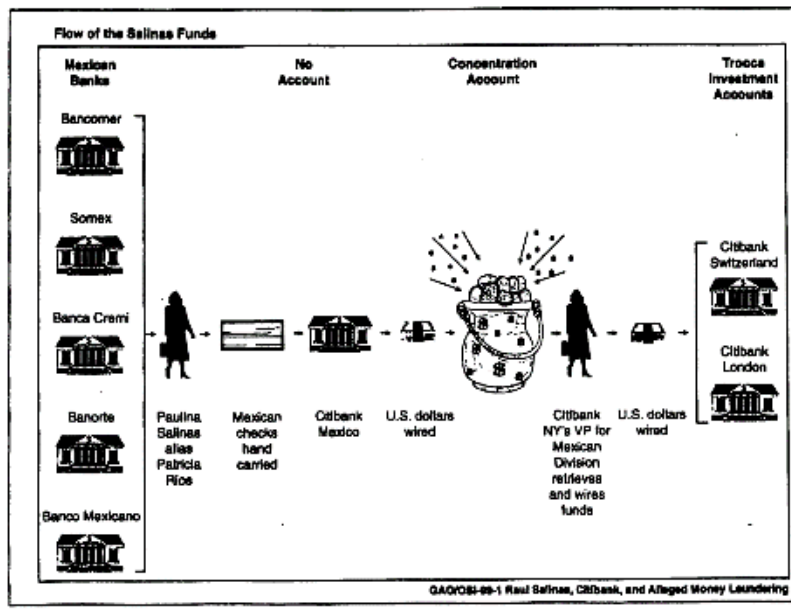 Flow of the Salinas Funds
Mexican
Banks
No
Account
Concentration
Account
Trocca
Investment
Accounts
Bancomer
Somex
Banca Cremi
Banorte
Banco Mexicano
Paulina
Salinas
alias
Patricia
Rios
Mexican
checks
hand
carried
Citibank
Mexico
U.S. dollars
wired
Citibank
NY's VP for
Mexican
Division
retrieves
and wires
funds
U.S. dollars
wired
Citibank
Switzerland
Citibank
London
GAO/OSI-99-1 Raul Salinas, Citibank, and Alleged Money Laundering